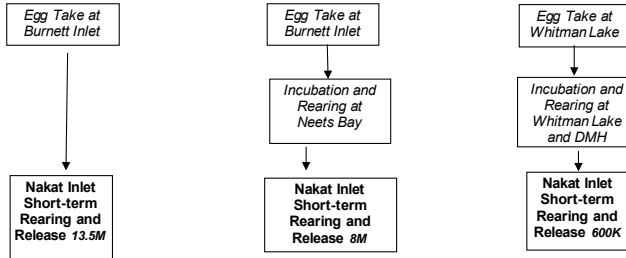 Egg Take at
Burnett Inlet
Nakat Inlet
Short-term
Rearing and
Release 13.5M
Egg Take at
Burnett Inlet
Incubation and
Rearing at
Neets Bay
Nakat Inlet
Short-term
Rearing and
Release 8M
Egg Take at
Whitman Lake
Incubation and
Rearing at
Whitman Lake
and DMH
Nakat Inlet
Short-term
Rearing and
Release 600K